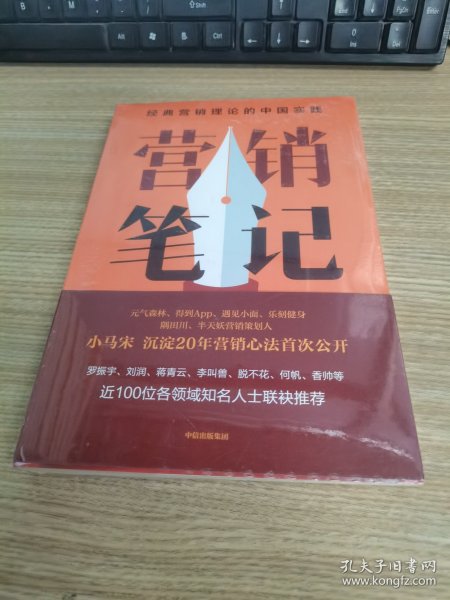 经典营销理论的中国实践
营销
笔记
元气森林、得到App、遇见小面、乐刻健身
隅田川、半天妖营销策划人
小马宋 沉淀20年营销心法首次公开
罗振宇、刘润、蒋青云、李叫兽、脱不花、何帆、香帅等
近100位各领域知名人士联袂推荐
中信出版集团
孔夫子旧书网
www.kongfz.com